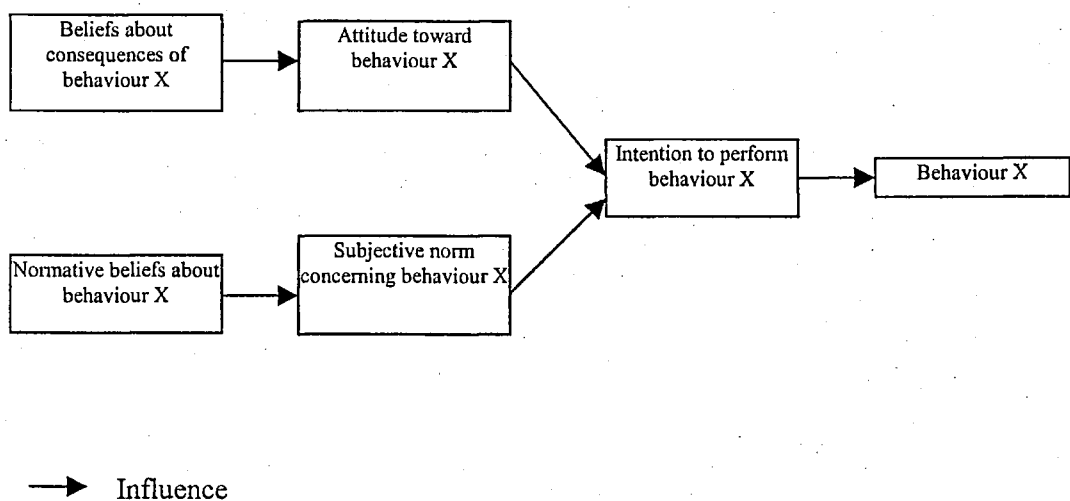 Beliefs about
consequences of
behaviour X
Attitude toward
behaviour X
Intention to perform
behaviour X
Behaviour X
Normative beliefs about
behaviour X
Subjective norm
concerning behaviour X
Influence